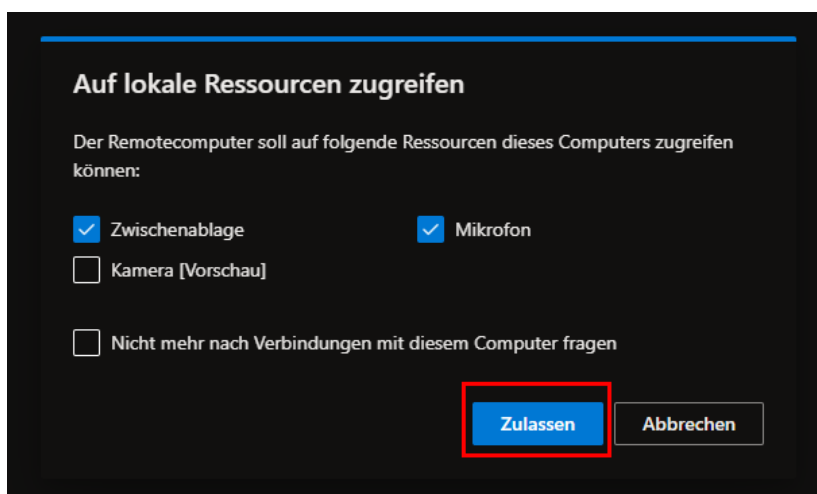 Auf lokale Ressourcen zugreifen
Der Remotecomputer soll auf folgende Ressourcen dieses Computers zugreifen
können:
Zwischenablage
Mikrofon
Kamera [Vorschau]
Nicht mehr nach Verbindungen mit diesem Computer fragen
Zulassen
Abbrechen